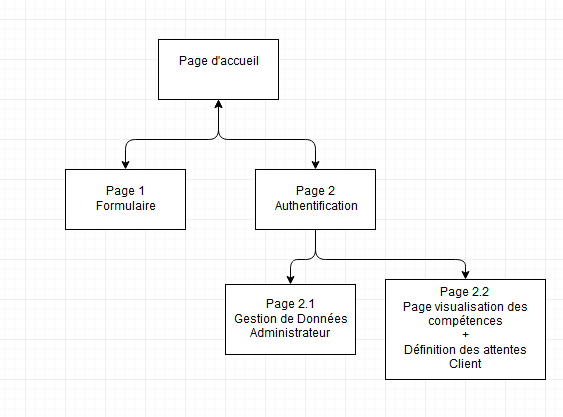 Page d'accueil
Page 1
Formulaire
Page 2
Authentification
Page 2.1
Gestion de Données
Administrateur
Page 2.2
Page visualisation des
compétences
+
Définition des attentes
Client